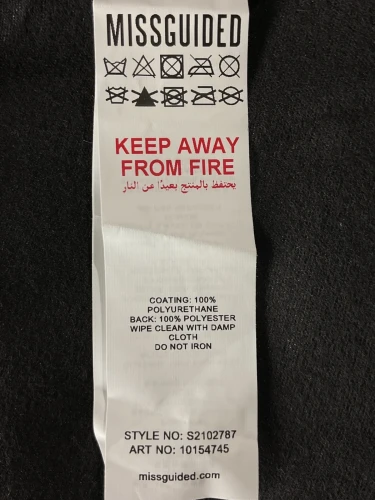 MISSGUIDED
KEEP AWAY
FROM FIRE
يحتفظ بالمنتج بعيدًا عن النار
COATING: 100%
POLYURETHANE
BACK: 100% POLYESTER
WIPE CLEAN WITH DAMP
CLOTH
DO NOT IRON
STYLE NO: S2102787
ART NO: 10154745
missguided.com